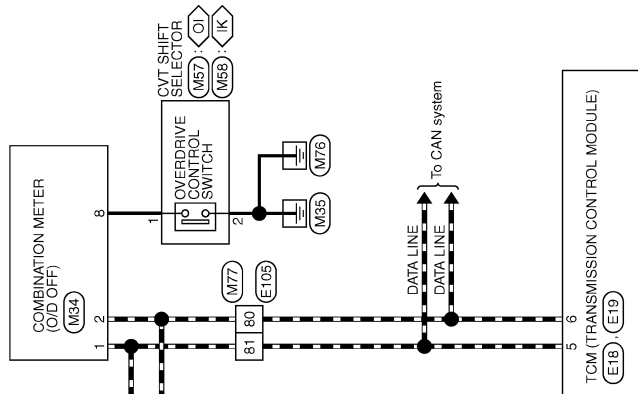 COMBINATION METER
(O/D OFF)
M34
1
2
8
CVT SHIFT
SELECTOR
M57 : OI
M58 : IK
OVERDRIVE
CONTROL
SWITCH
1
2
M76
M35
M77
E105
81
80
DATA LINE
DATA LINE
To CAN system
5
6
TCM (TRANSMISSION CONTROL MODULE)
E18 , E19